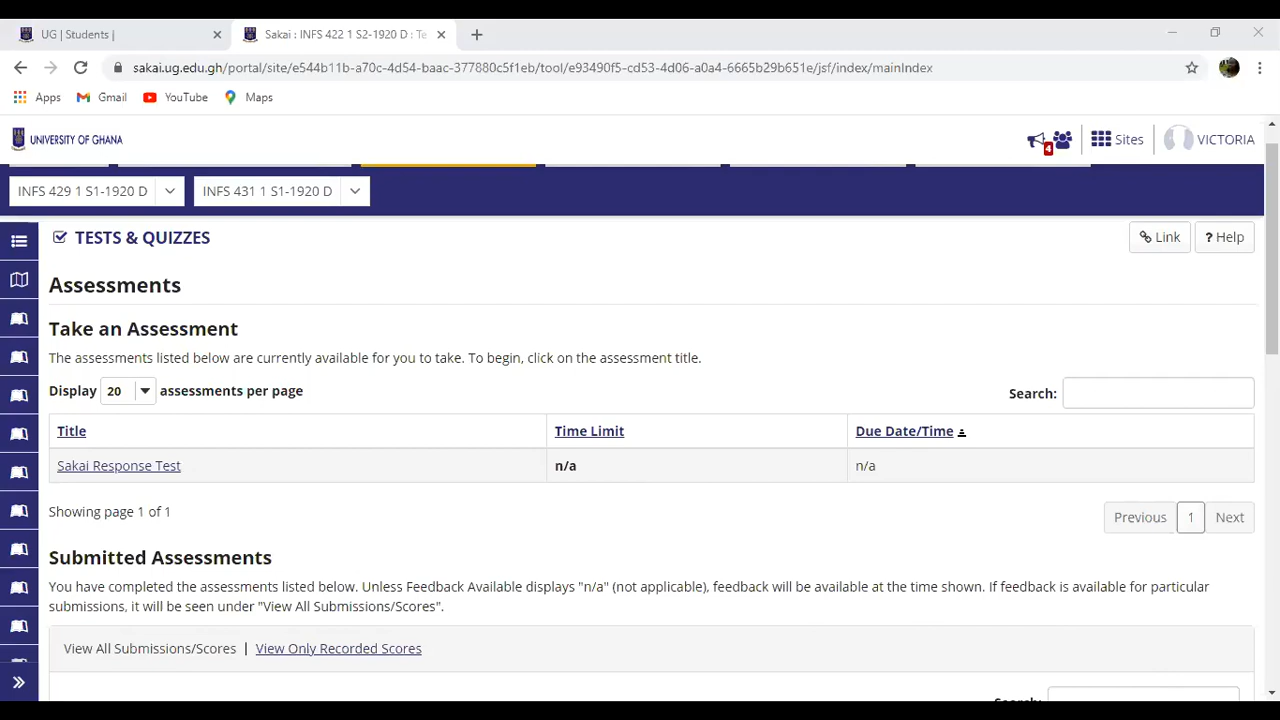 UG | Students |
Sakai : INFS 422 1 S2-1920 D : Te
sakai.ug.edu.gh/portal/site/e544b11b-a70c-4d54-baac-377880c5f1eb/tool/e93490f5-cd53-4d06-a0a4-6665b29b651e/jsf/index/mainIndex
Apps Gmail YouTube Maps
UNIVERSITY OF GHANA
4 Sites VICTORIA
INFS 429 1 S1-1920 D INFS 431 1 S1-1920 D
TESTS & QUIZZES Link ? Help
Assessments
Take an Assessment
The assessments listed below are currently available for you to take. To begin, click on the assessment title.
Display 20 assessments per page Search:
Title Time Limit Due Date/Time
Sakai Response Test n/a n/a
Showing page 1 of 1 Previous 1 Next
Submitted Assessments
You have completed the assessments listed below. Unless Feedback Available displays "n/a" (not applicable), feedback will be available at the time shown. If feedback is available for particular
submissions, it will be seen under "View All Submissions/Scores".
View All Submissions/Scores | View Only Recorded Scores
Search: